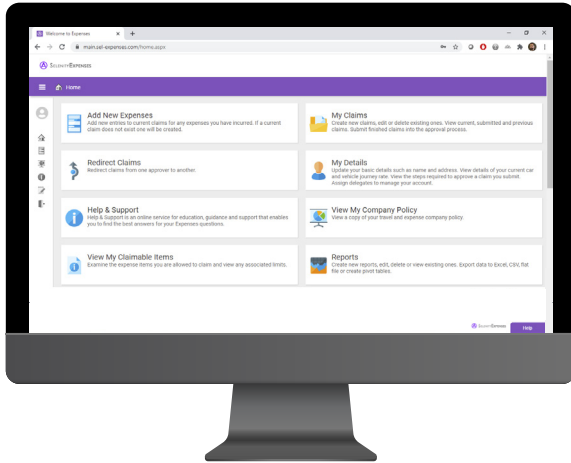 Welcome to Expenses
main.sel-expenses.com/home.aspx
SELENITYEXPENSES
Home
Add New Expenses
Add new entries to current claims for any expenses you have incurred. If a current
claim does not exist one will be created.
My Claims
Create new claims, edit or delete existing ones. View current, submitted and previous
claims. Submit finished claims into the approval process.
Redirect Claims
Redirect claims from one approver to another.
My Details
Update your basic details such as name and address. View details of your current car
and vehicle journey rate. View the steps required to approve a claim you submit.
Assign delegates to manage your account.
Help & Support
Help & Support is an online service for education, guidance and support that enables
you to find the best answers for your Expenses questions.
View My Company Policy
View a copy of your travel and expense company policy.
View My Claimable Items
Examine the expense items you are allowed to claim and view any associated limits.
Reports
Create new reports, edit, delete or view existing ones. Export data to Excel, CSV, flat
file or create pivot tables.
SELENITYEXPENSES
Help